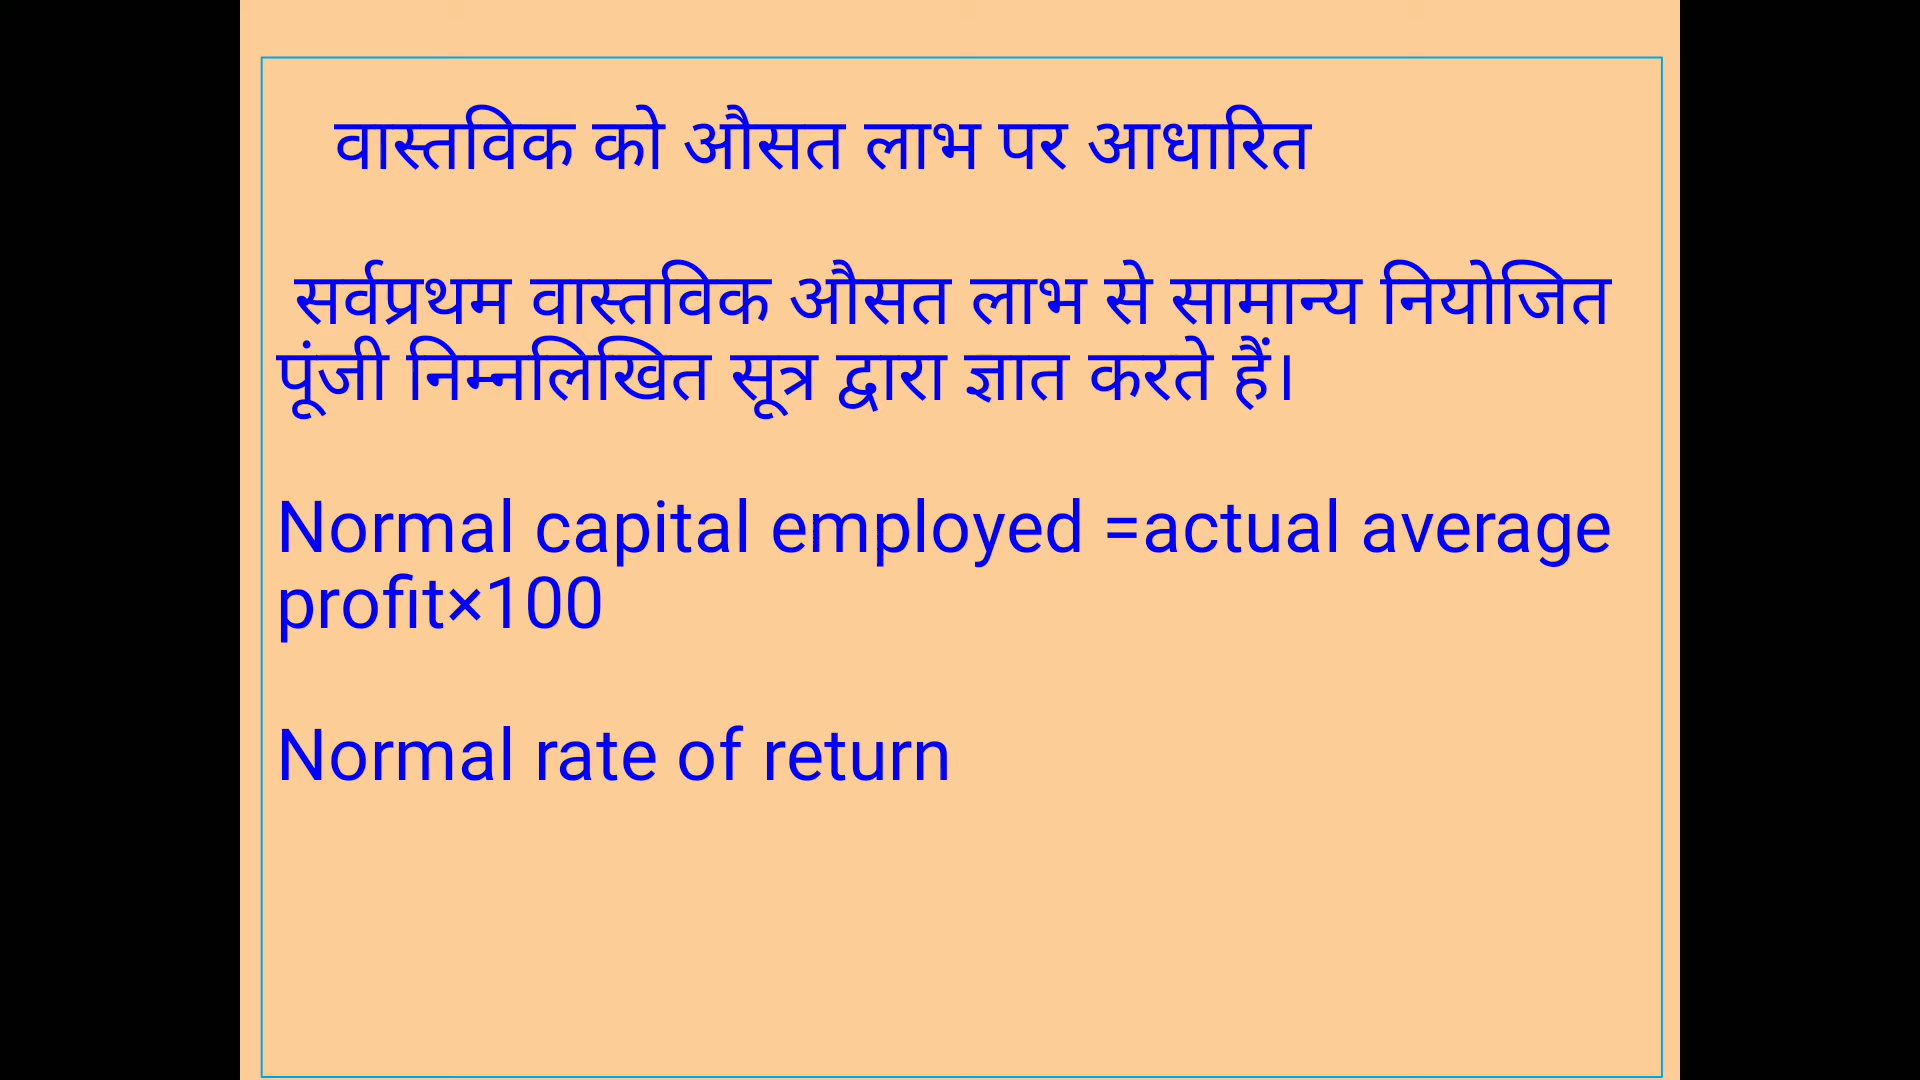 वास्तविक को औसत लाभ पर आधारित
सर्वप्रथम वास्तविक औसत लाभ से सामान्य नियोजित
पूंजी निम्नलिखित सूत्र द्वारा ज्ञात करते हैं।
Normal capital employed =actual average
profit×100
Normal rate of return